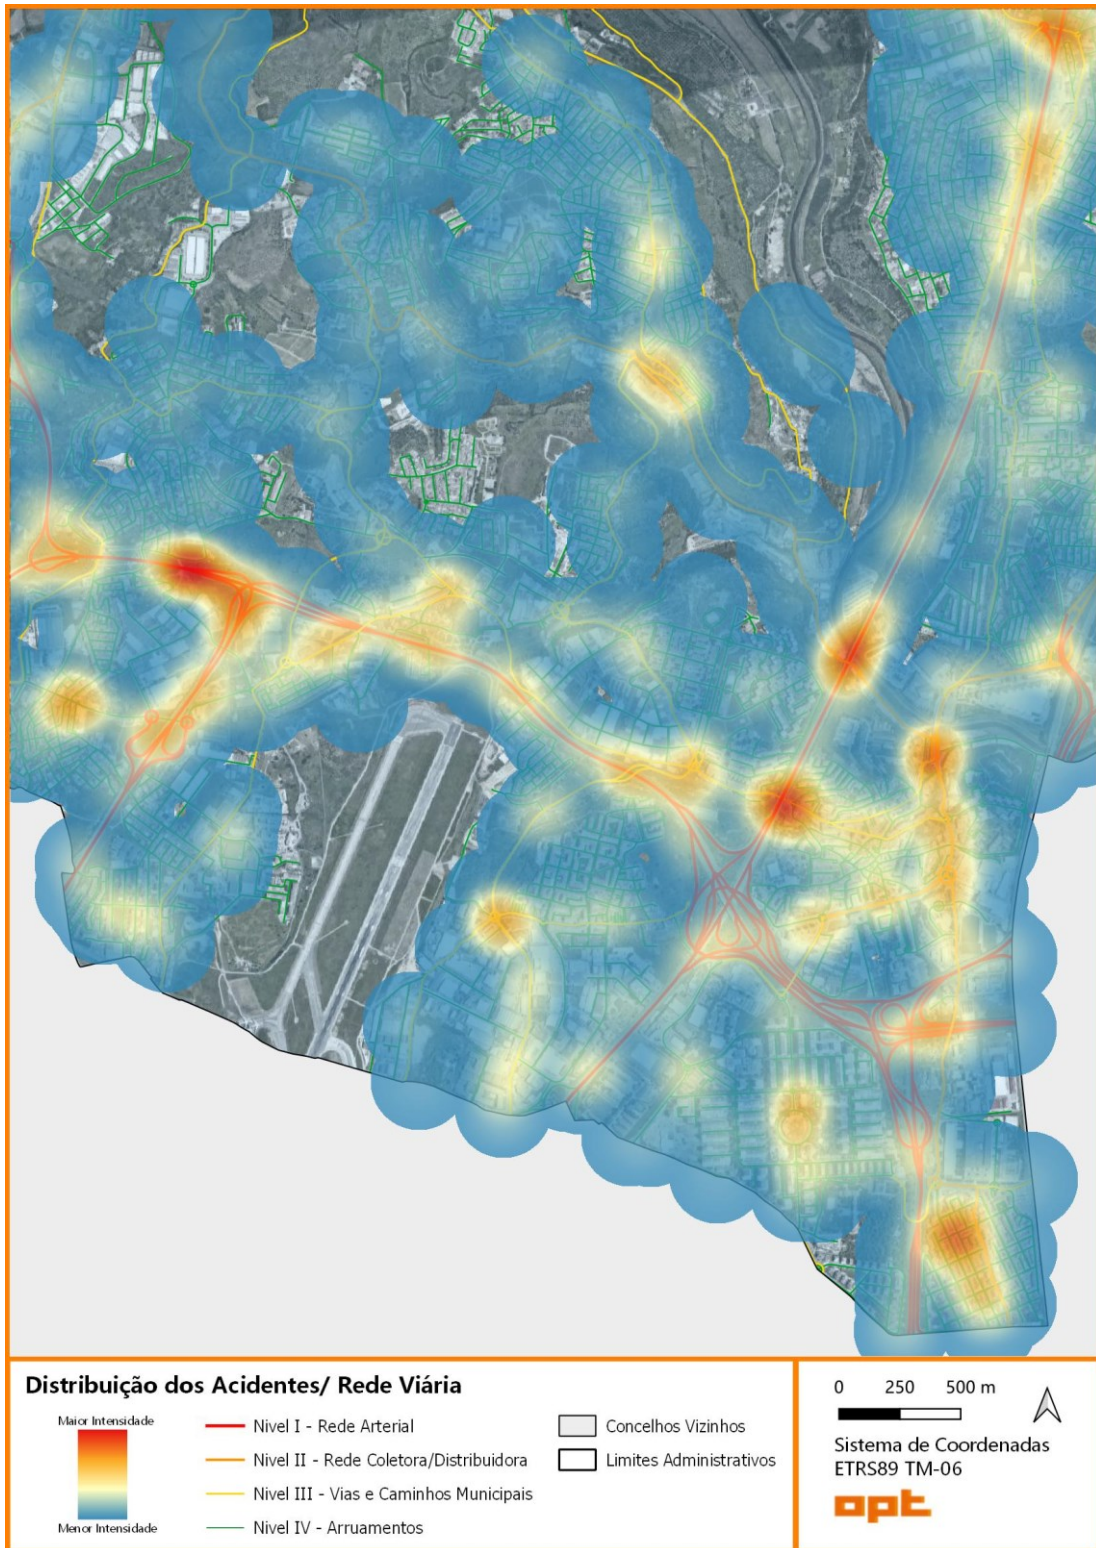 Distribuição dos Acidentes/ Rede Viária
Maior Intensidade
Menor Intensidade
Nivel I - Rede Arterial
Nivel II - Rede Coletora/Distribuidora
Nivel III - Vias e Caminhos Municipais
Nivel IV - Arruamentos
Concelhos Vizinhos
Limites Administrativos
0 250 500 m
Sistema de Coordenadas
ETRS89 TM-06
opt